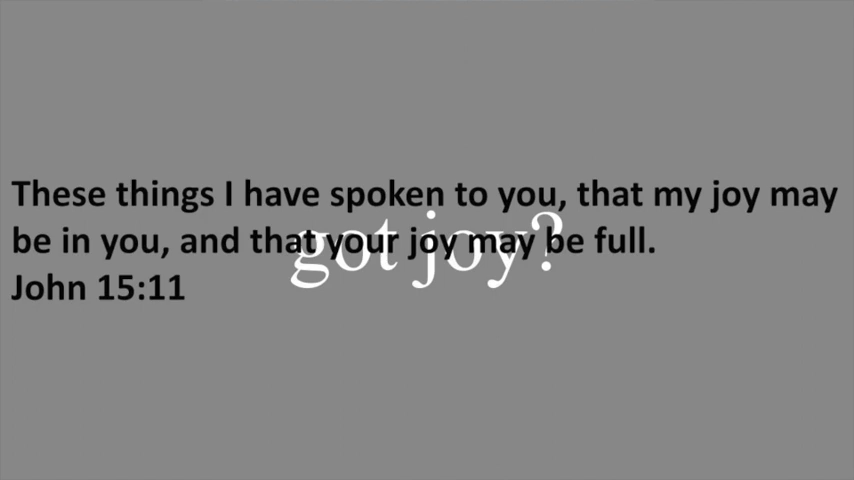 These things I have spoken to you, that my joy may
be in you, and that your joy may be full.
John 15:11
got joy?